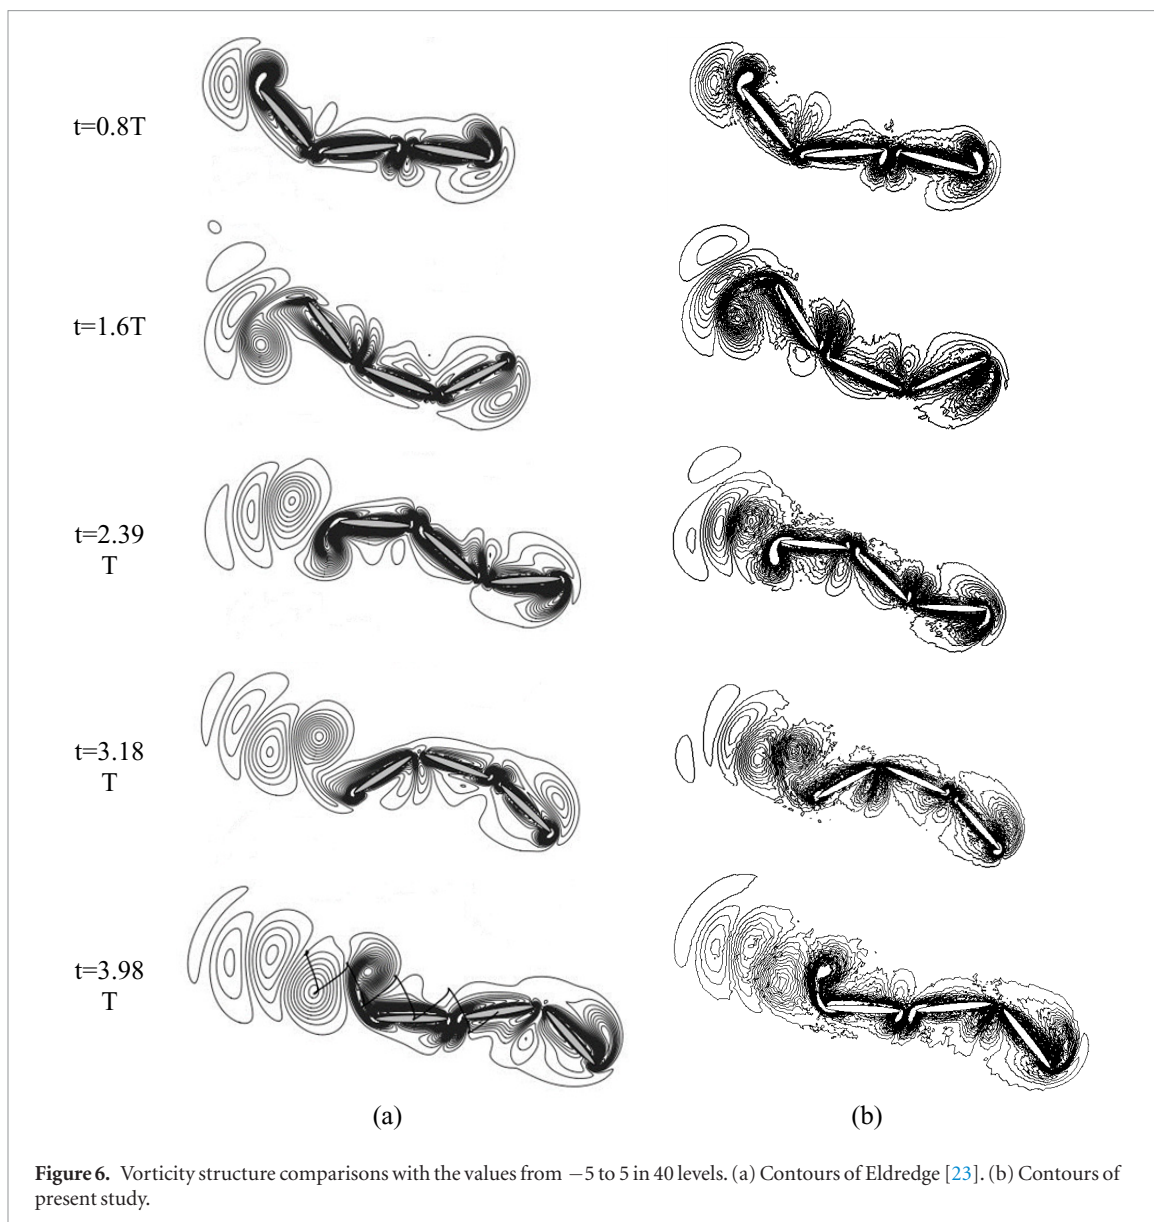 t=0.8T
t=1.6T
t=2.39
T
t=3.18
T
t=3.98
T
(a) (b)
Figure 6. Vorticity structure comparisons with the values from −5 to 5 in 40 levels. (a) Contours of Eldredge [23]. (b) Contours of
present study.